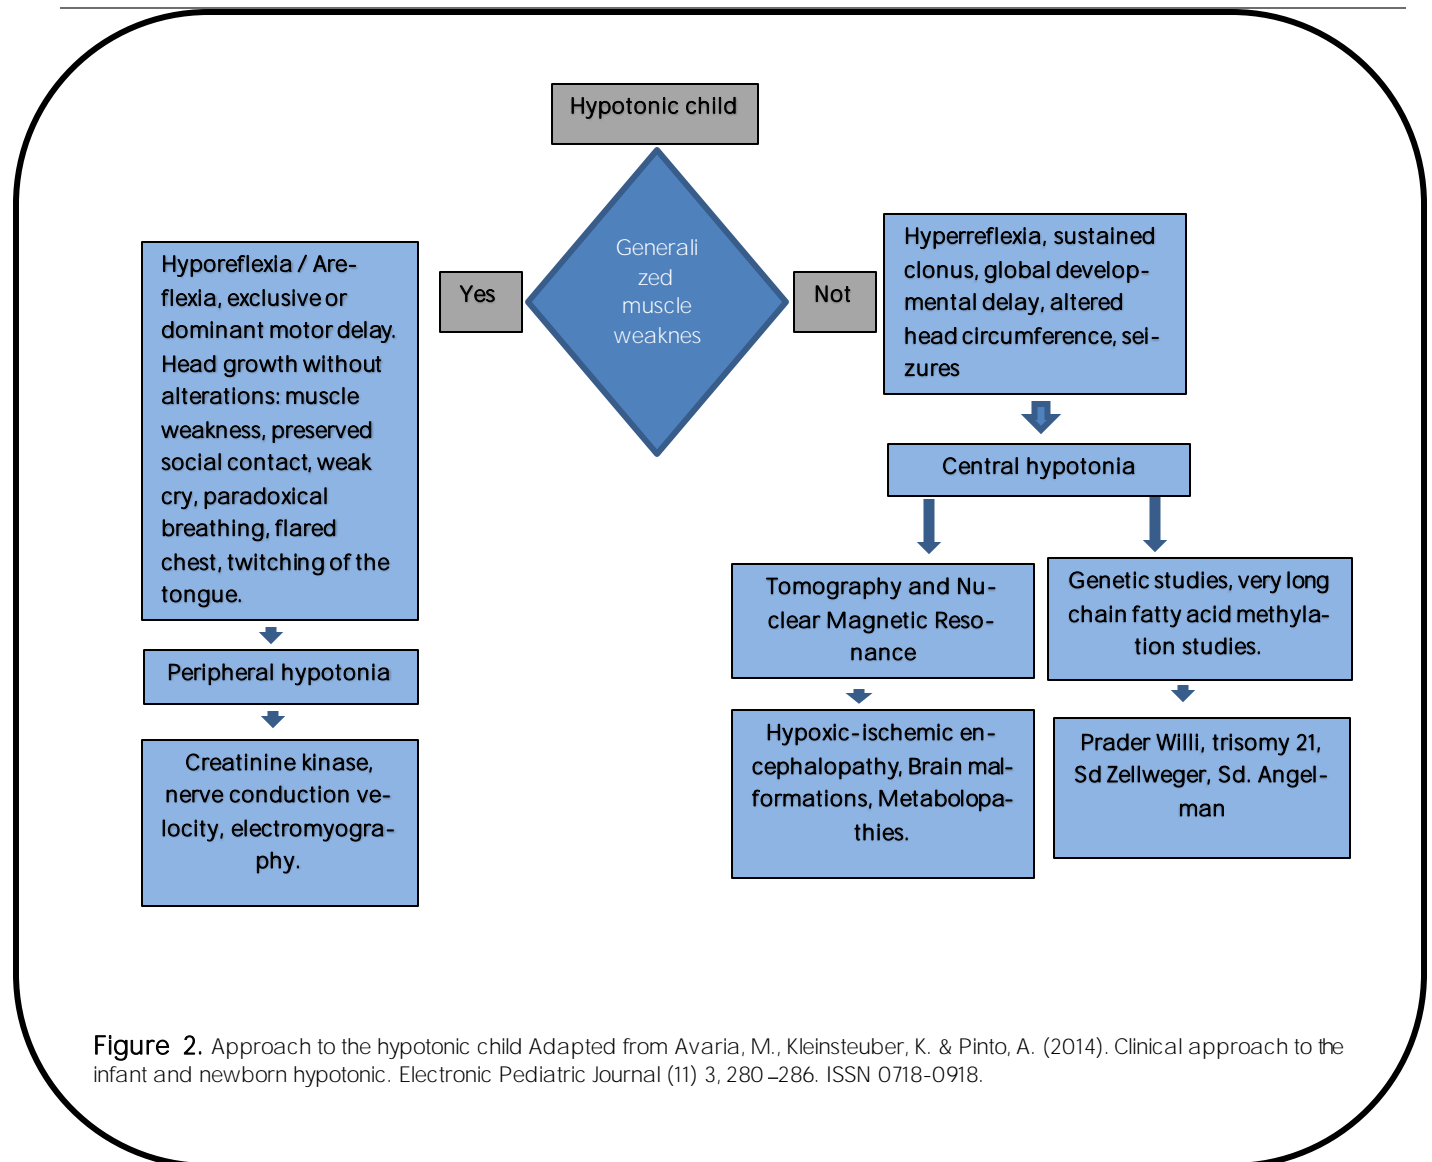 Hypotonic child
Generali
zed
muscle
weaknes
Yes
Not
Hyporeflexia / Are-
flexia, exclusive or
dominant motor delay.
Head growth without
alterations: muscle
weakness, preserved
social contact, weak
cry, paradoxical
breathing, flared
chest, twitching of the
tongue.
Peripheral hypotonia
Creatinine kinase,
nerve conduction ve-
locity, electromyogra-
phy.
Hyperreflexia, sustained
clonus, global develop-
mental delay, altered
head circumference, sei-
zures
Central hypotonia
Tomography and Nu-
clear Magnetic Reso-
nance
Hypoxic-ischemic en-
cephalopathy, Brain mal-
formations, Metabolopa-
thies.
Genetic studies, very long
chain fatty acid methyla-
tion studies.
Prader Willi, trisomy 21,
Sd Zellweger, Sd. Angel-
man
Figure 2. Approach to the hypotonic child Adapted from Avaria, M., Kleinsteuber, K. & Pinto, A. (2014). Clinical approach to the
infant and newborn hypotonic. Electronic Pediatric Journal (11) 3, 280–286. ISSN 0718-0918.